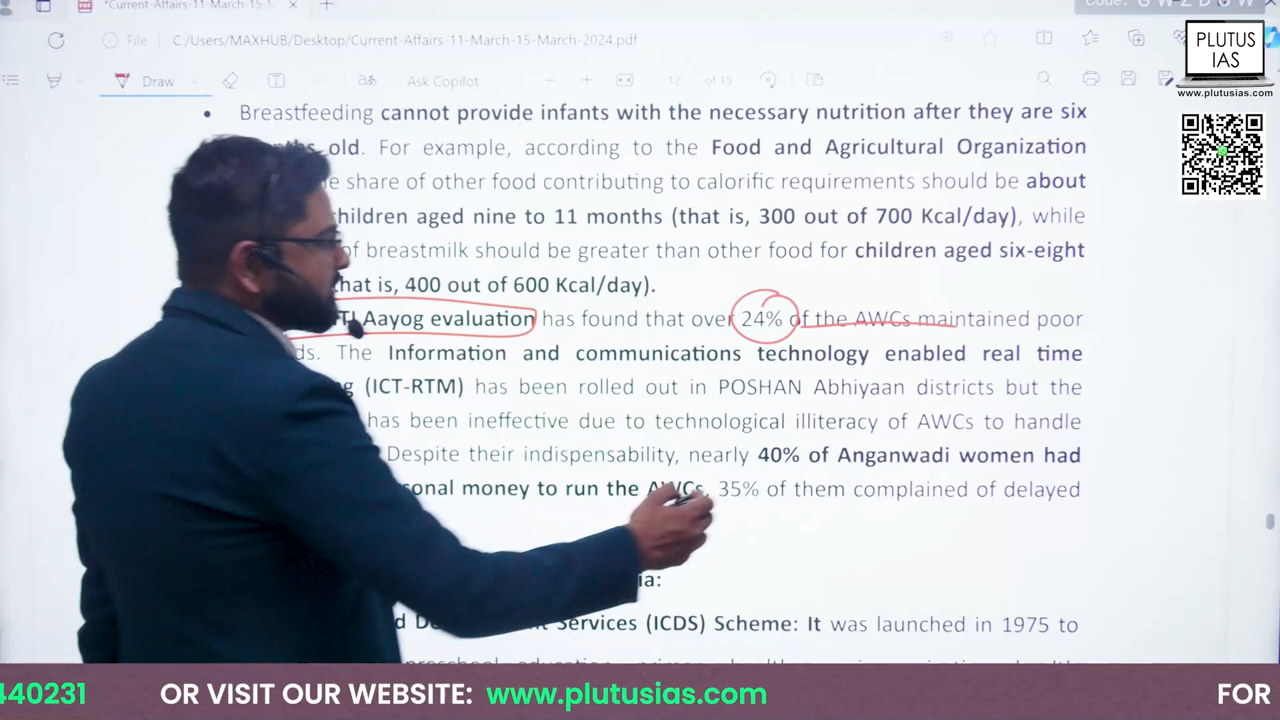 *Current-Affairs-11-March-15-M
Code: G W Z D G W
File C:/Users/MAXHUB/Desktop/Current-Affairs-11-March-15-March-2024.pdf
Draw Ask Copilot 12 of 15
PLUTUS
IAS
www.plutusias.com
• Breastfeeding cannot provide infants with the necessary nutrition after they are six
old. For example, according to the Food and Agricultural Organization
e share of other food contributing to calorific requirements should be about
hildren aged nine to 11 months (that is, 300 out of 700 Kcal/day), while
of breastmilk should be greater than other food for children aged six-eight
hat is, 400 out of 600 Kcal/day).
TI Aayog evaluation has found that over 24% of the AWCs maintained poor
ds. The Information and communications technology enabled real time
g (ICT-RTM) has been rolled out in POSHAN Abhiyaan districts but the
has been ineffective due to technological illiteracy of AWCs to handle
Despite their indispensability, nearly 40% of Anganwadi women had
onal money to run the AWCs, 35% of them complained of delayed
ia:
d De Services (ICDS) Scheme: It was launched in 1975 to
440231 OR VISIT OUR WEBSITE: www.plutusias.com FOR